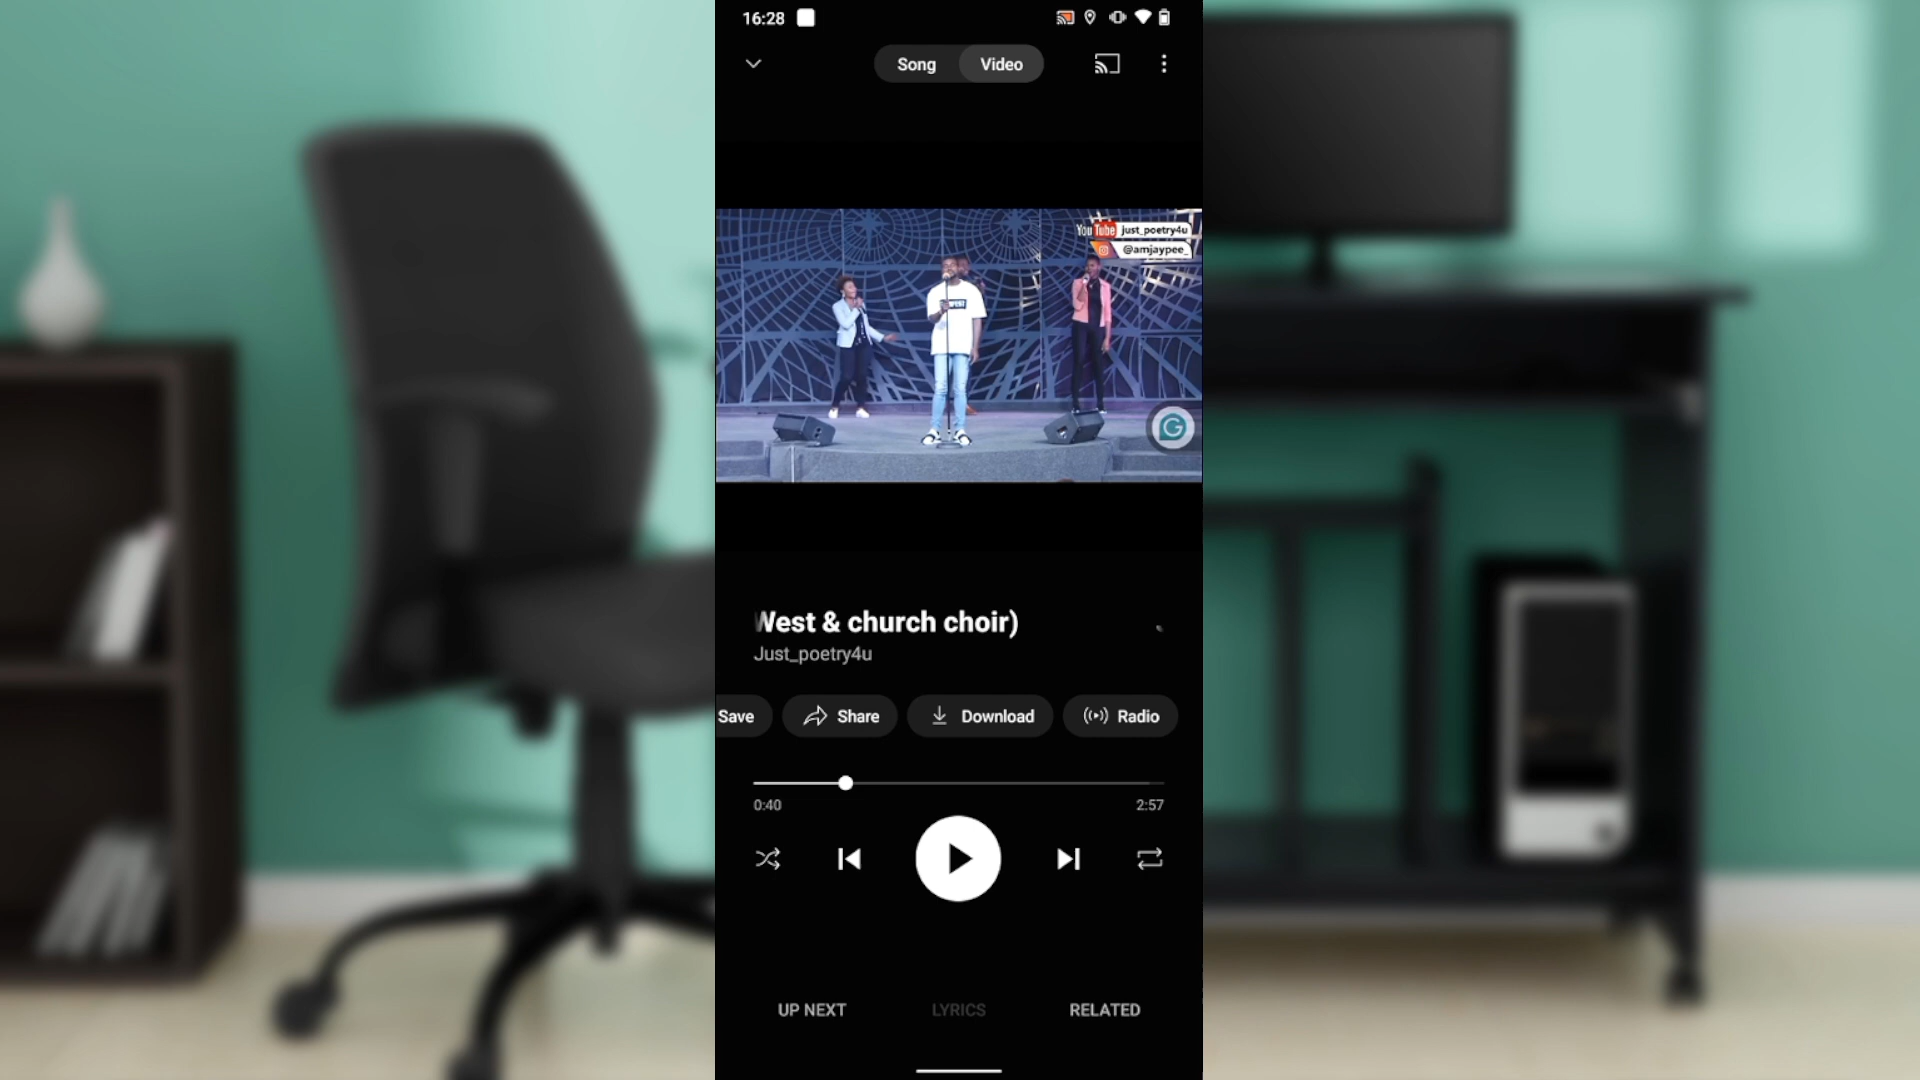 16:28
Song Video
YouTube just_poetry4u
@amjaypee_
West & church choir)
Just_poetry4u
Save Share Download Radio
0:40 2:57
UP NEXT LYRICS RELATED